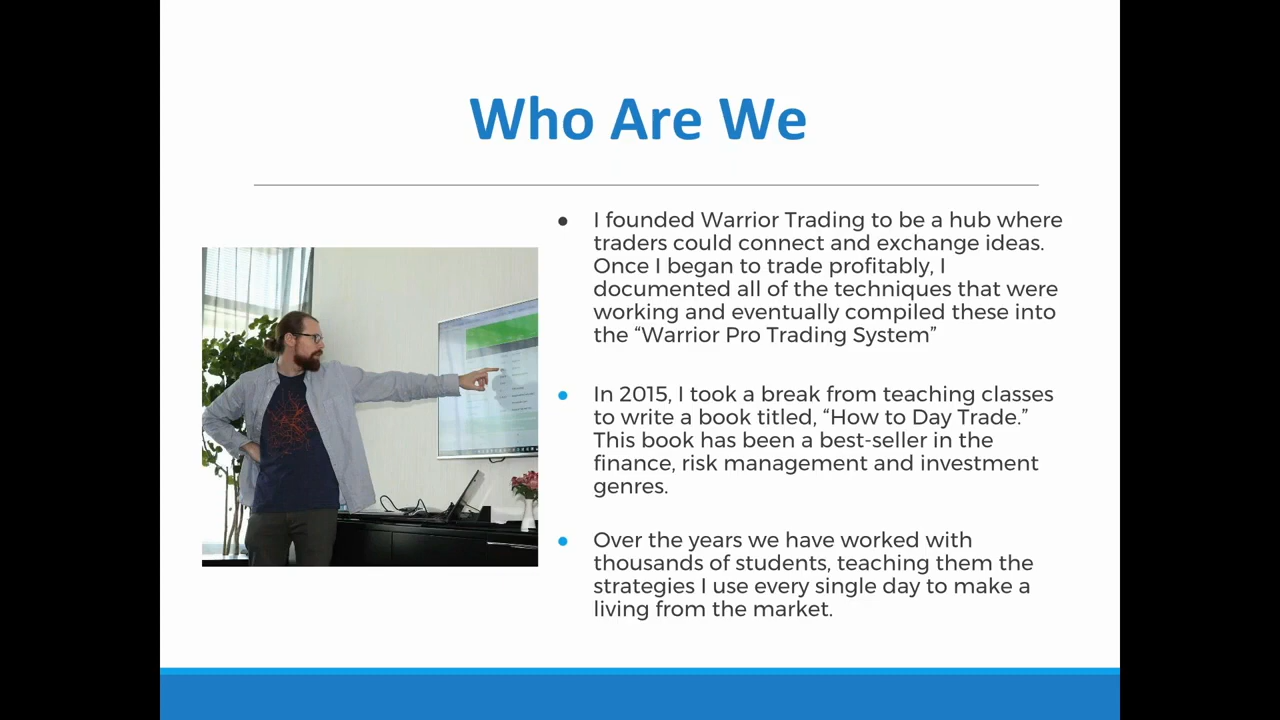 Who Are We
• I founded Warrior Trading to be a hub where
traders could connect and exchange ideas.
Once I began to trade profitably, I
documented all of the techniques that were
working and eventually compiled these into
the “Warrior Pro Trading System”
• In 2015, I took a break from teaching classes
to write a book titled, “How to Day Trade.”
This book has been a best-seller in the
finance, risk management and investment
genres.
• Over the years we have worked with
thousands of students, teaching them the
strategies I use every single day to make a
living from the market.